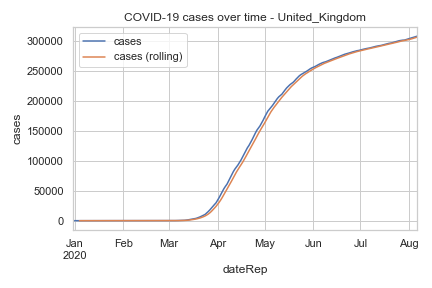 COVID-19 cases over time - United_Kingdom
cases
cases (rolling)
300000
250000
200000
150000
100000
50000
0
cases
Jan Feb Mar Apr May Jun Jul Aug
2020
dateRep